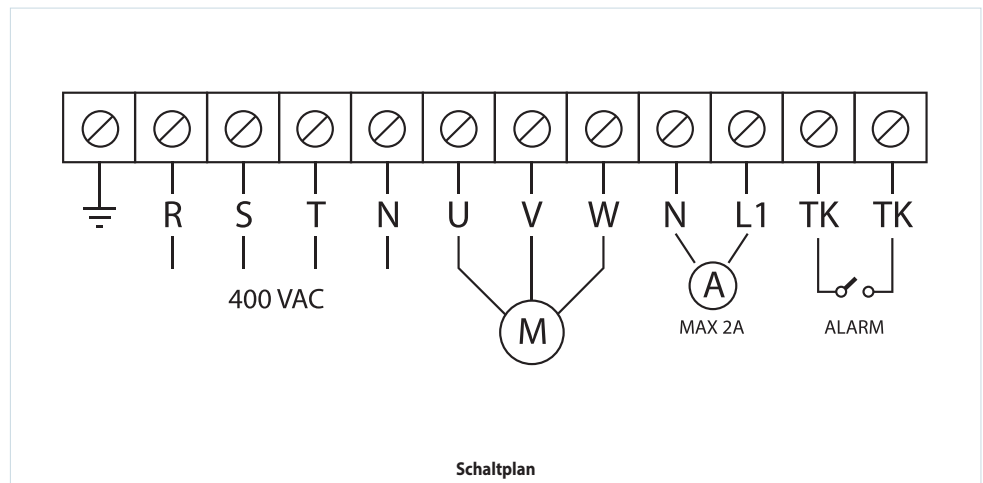 R S T N U V W N L1 TK TK
400 VAC
A
M
MAX 2A
ALARM
Schaltplan